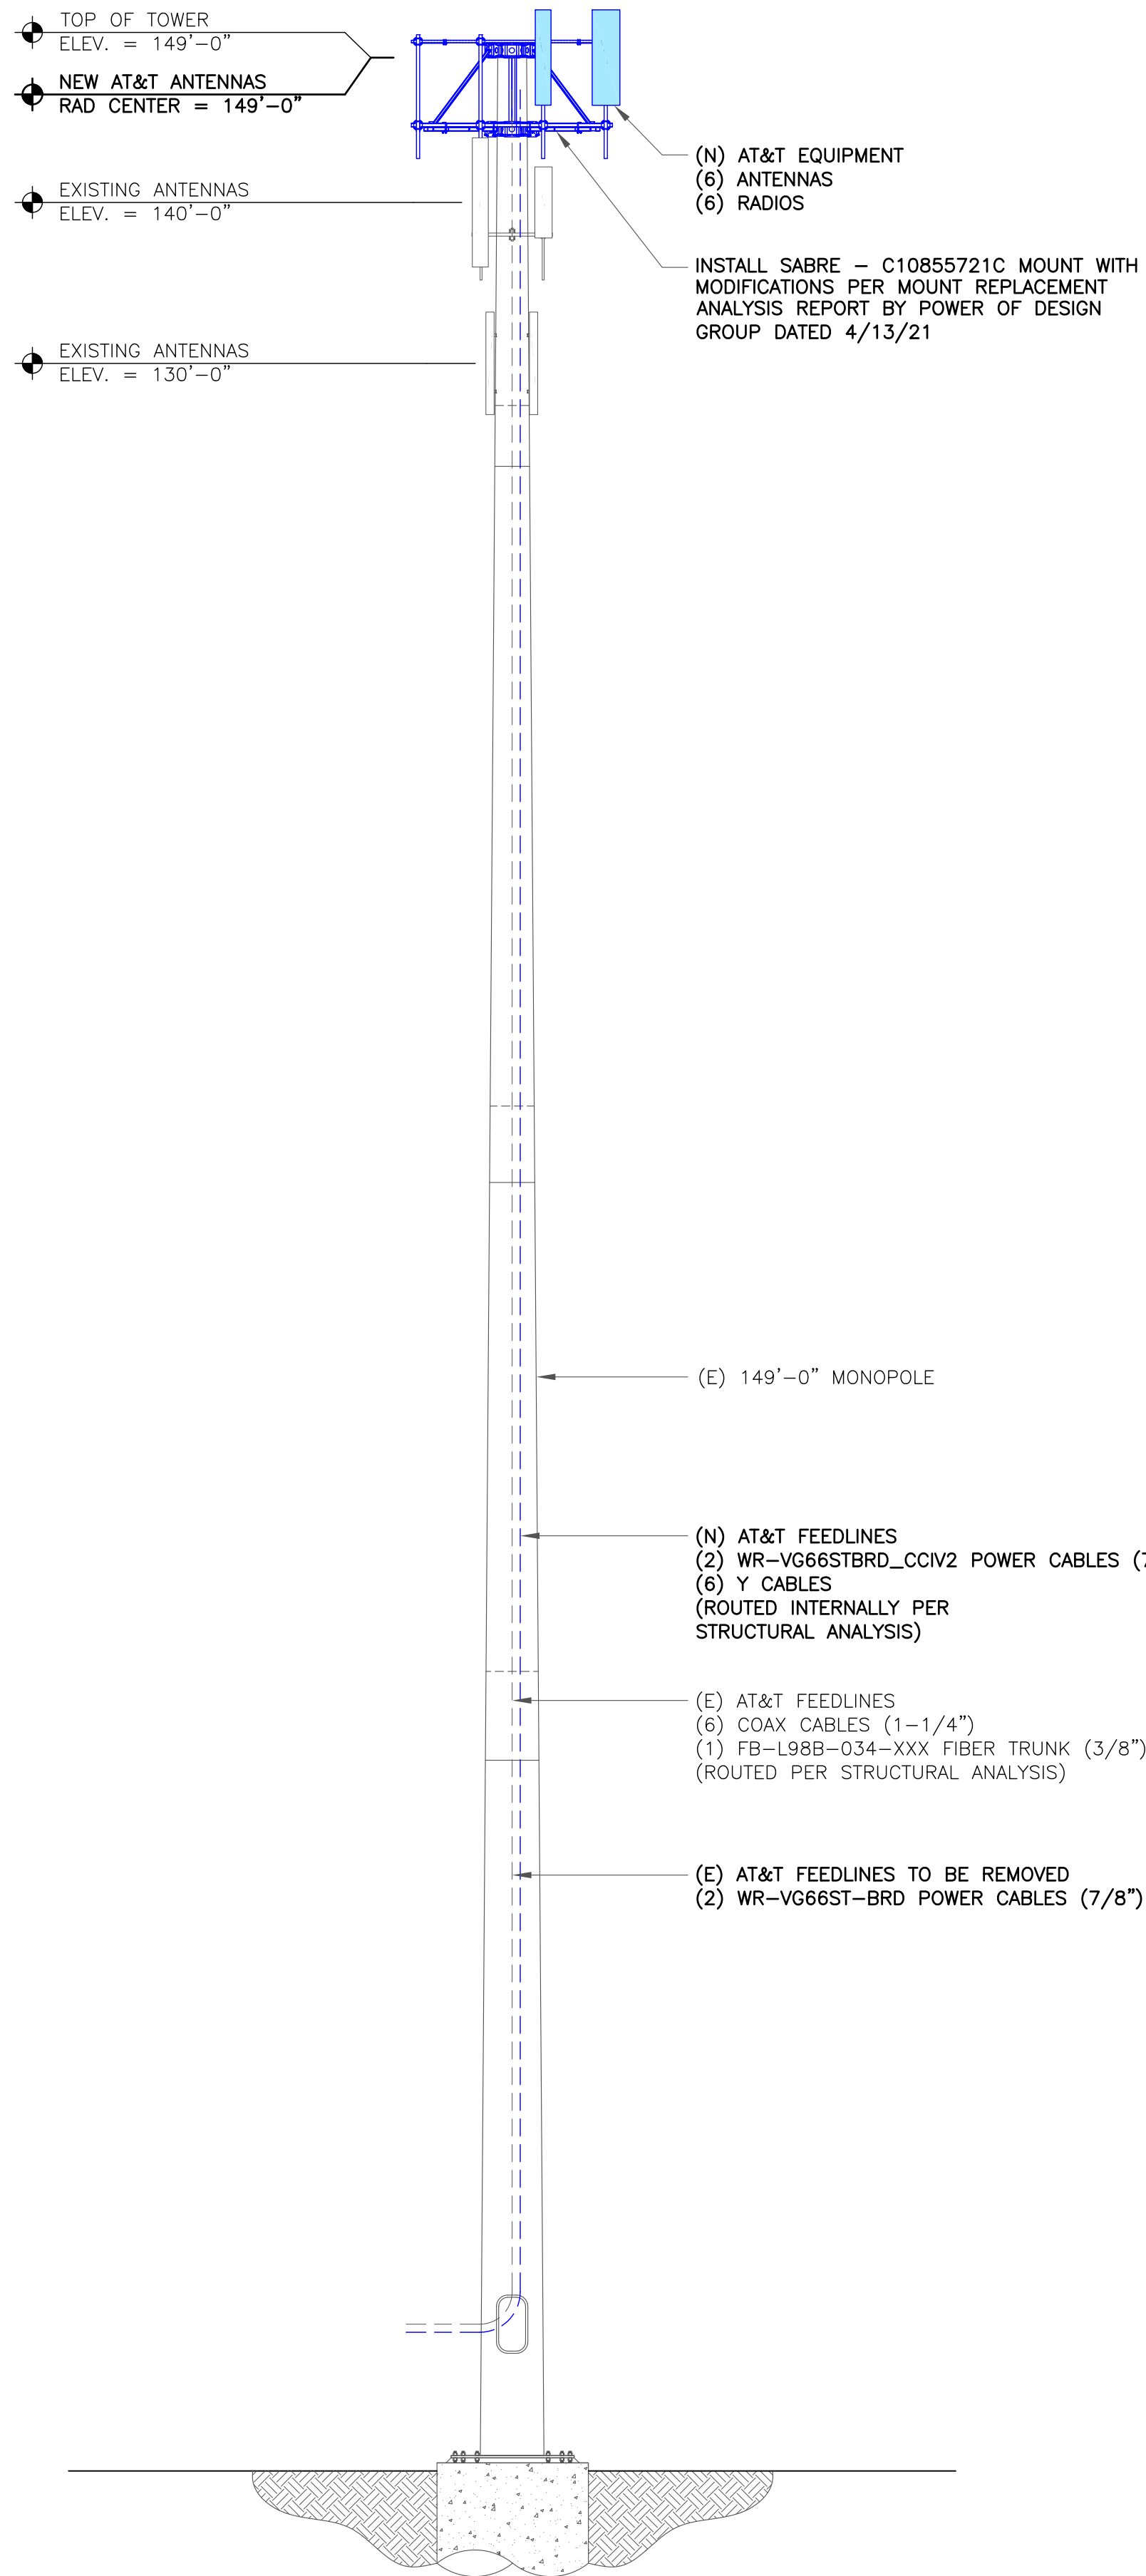 TOP OF TOWER
ELEV. = 149'-0"
NEW AT&T ANTENNAS
RAD CENTER = 149'-0"
(N) AT&T EQUIPMENT
(6) ANTENNAS
(6) RADIOS
EXISTING ANTENNAS
ELEV. = 140'-0"
INSTALL SABRE - C10855721C MOUNT WITH
MODIFICATIONS PER MOUNT REPLACEMENT
ANALYSIS REPORT BY POWER OF DESIGN
GROUP DATED 4/13/21
EXISTING ANTENNAS
ELEV. = 130'-0"
(E) 149'-0" MONOPOLE
(N) AT&T FEEDLINES
(2) WR-VG66STBRD_CCIV2 POWER CABLES (7
(6) Y CABLES
(ROUTED INTERNALLY PER
STRUCTURAL ANALYSIS)
(E) AT&T FEEDLINES
(6) COAX CABLES (1-1/4")
(1) FB-L98B-034-XXX FIBER TRUNK (3/8")
(ROUTED PER STRUCTURAL ANALYSIS)
(E) AT&T FEEDLINES TO BE REMOVED
(2) WR-VG66ST-BRD POWER CABLES (7/8")